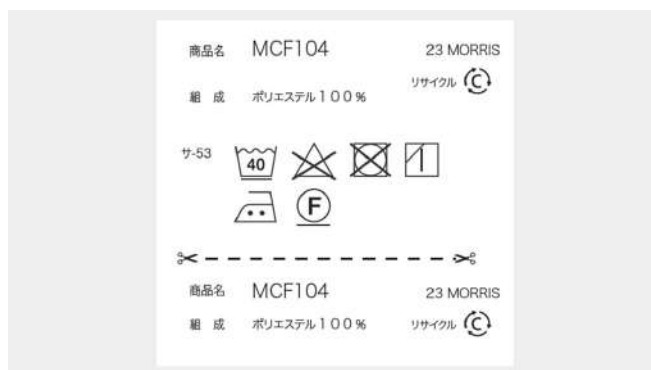 商品名 MCF104 23 MORRIS
組 成 ポリエステル100% リサイクル C
サ-53 40
F
商品名 MCF104 23 MORRIS
組 成 ポリエステル100% リサイクル C